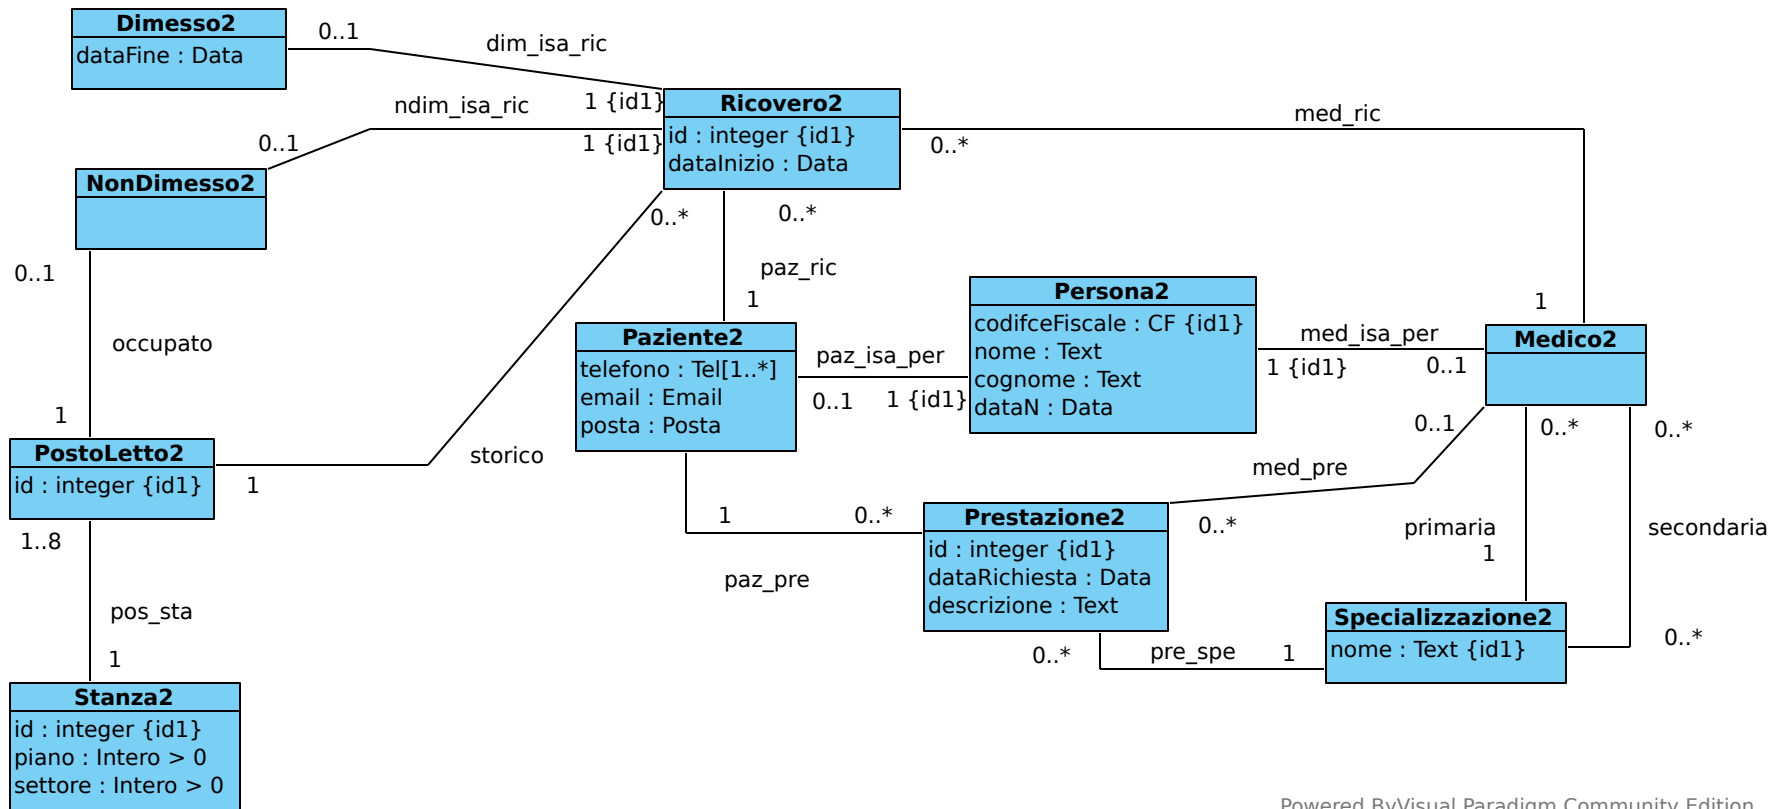 Dimesso2
dataFine : Data
0..1
dim_isa_ric
ndim_isa_ric
1 {id1}
0..1
1 {id1}
Ricovero2
id : integer {id1}
dataInizio : Data
med_ric
0..*
NonDimesso2
0..*
0..*
0..1
paz_ric
1
1
occupato
Paziente2
telefono : Tel[1..*]
email : Email
posta : Posta
paz_isa_per
0..1
1 {id1}
Persona2
codifceFiscale : CF {id1}
nome : Text
cognome : Text
dataN : Data
med_isa_per
1 {id1}
0..1
Medico2
1
PostoLetto2
id : integer {id1}
1
storico
0..1
0..*
0..*
med_pre
1..8
1
0..*
paz_pre
Prestazione2
id : integer {id1}
dataRichiesta : Data
descrizione : Text
0..*
primaria
1
secondaria
pos_sta
1
0..*
pre_spe
1
Specializzazione2
nome : Text {id1}
0..*
Stanza2
id : integer {id1}
piano : Intero > 0
settore : Intero > 0
Powered ByVisual Paradigm Community Edition